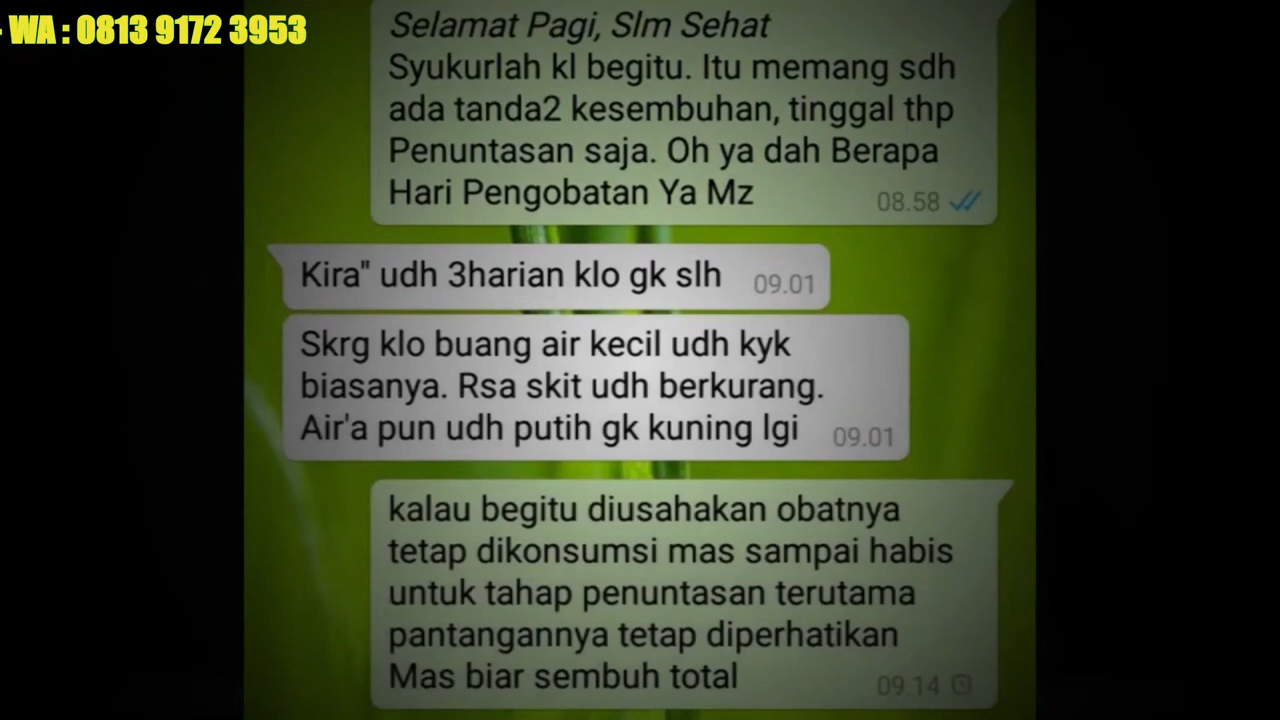 - WA : 0813 9172 3953
Selamat Pagi, Slm Sehat
Syukurlah kl begitu. Itu memang sdh
ada tanda2 kesembuhan, tinggal thp
Penuntasan saja. Oh ya dah Berapa
Hari Pengobatan Ya Mz
08.58
Kira" udh 3harian klo gk slh
09.01
Skrg klo buang air kecil udh kyk
biasanya. Rsa skit udh berkurang.
Air'a pun udh putih gk kuning lgi
09.01
kalau begitu diusahakan obatnya
tetap dikonsumsi mas sampai habis
untuk tahap penuntasan terutama
pantangannya tetap diperhatikan
Mas biar sembuh total
09.14